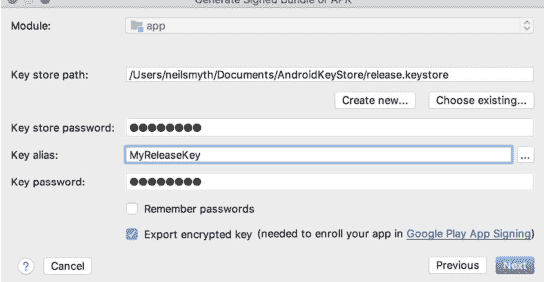 Generate Signed Bundle or APK
Module: app
Key store path: /Users/neilsmyth/Documents/AndroidKeyStore/release.keystore
Create new... Choose existing...
Key store password: ●●●●●●●●
Key alias: MyReleaseKey ...
Key password: ●●●●●●●●
Remember passwords
Export encrypted key (needed to enroll your app in Google Play App Signing)
? Cancel Previous Next